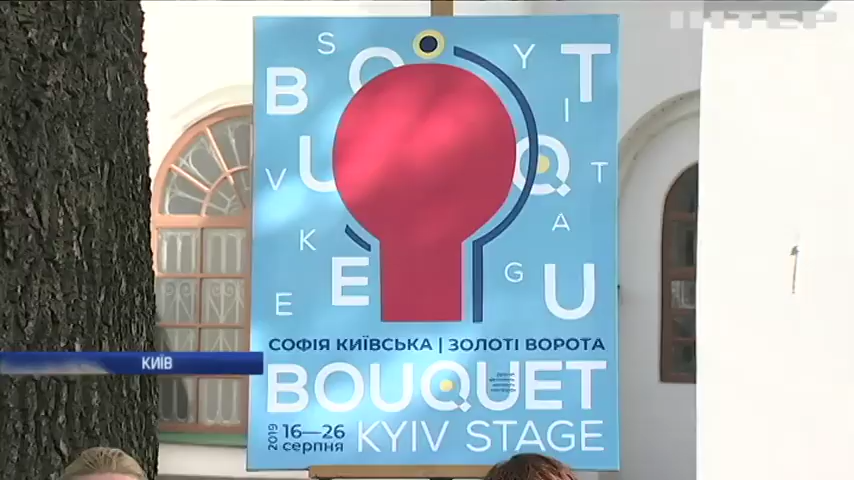 ІНТЕР
S Y
B O T
I
U Q
V T
A
K
E G U
E
СОФІЯ КИЇВСЬКА | ЗОЛОТІ ВОРОТА
КИЇВ
BOUQUET
2019 16—26 серпня
KYIV STAGE